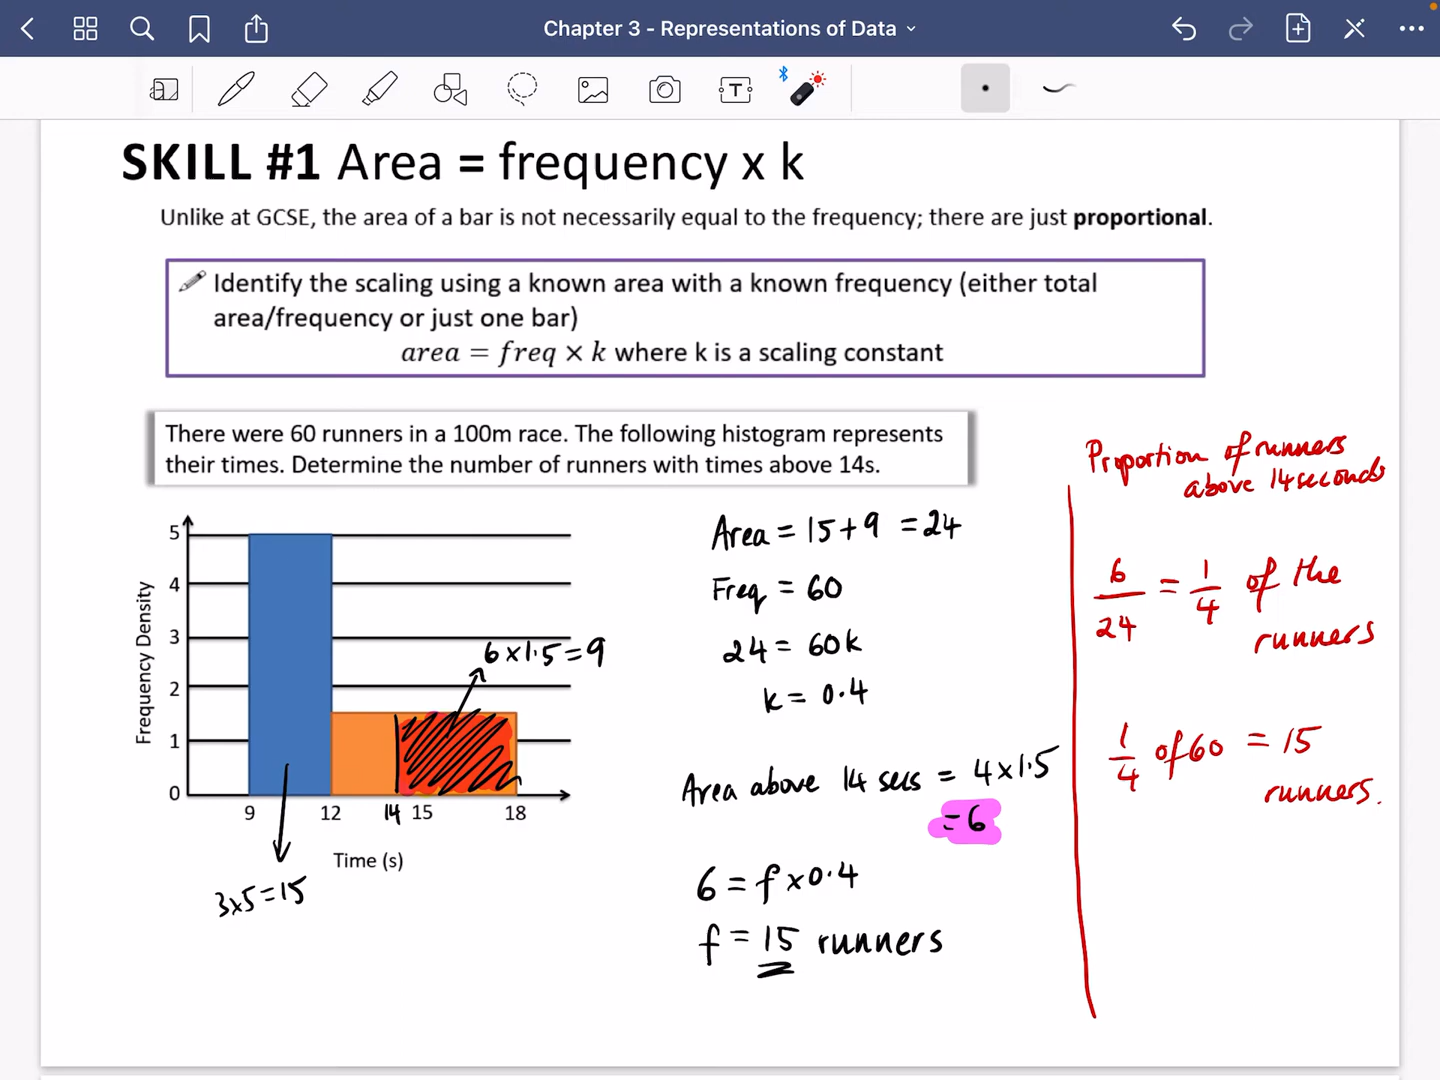 Chapter 3 - Representations of Data
SKILL #1 Area = frequency x k
Unlike at GCSE, the area of a bar is not necessarily equal to the frequency; there are just proportional.
Identify the scaling using a known area with a known frequency (either total
area/frequency or just one bar)
area = freq × k where k is a scaling constant
There were 60 runners in a 100m race. The following histogram represents
their times. Determine the number of runners with times above 14s.
Frequency Density
5
4
3
2
1
0
9
12
14
15
18
Time (s)
6 x 1.5 = 9
3x5 = 15
Area = 15 + 9 = 24
Freq = 60
24 = 60k
k = 0.4
Area above 14 secs = 4 x 1.5
= 6
6 = f x 0.4
f = 15 runners
Proportion of runners
above 14 seconds
6/24 = 1/4 of the
runners
1/4 of 60 = 15
runners.